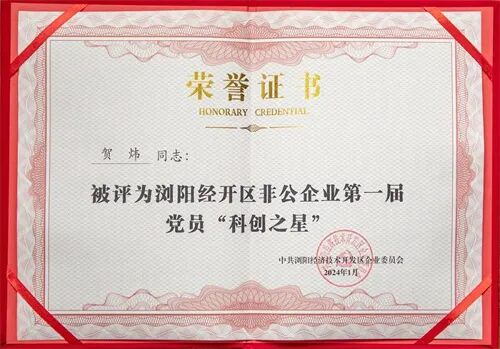 荣誉证书
HONORARY CREDENTIAL
贺炜 同志：
被评为浏阳经开区非公企业第一届
党员“科创之星”
中共浏阳经济技术开发区企业委员会
2024年1月